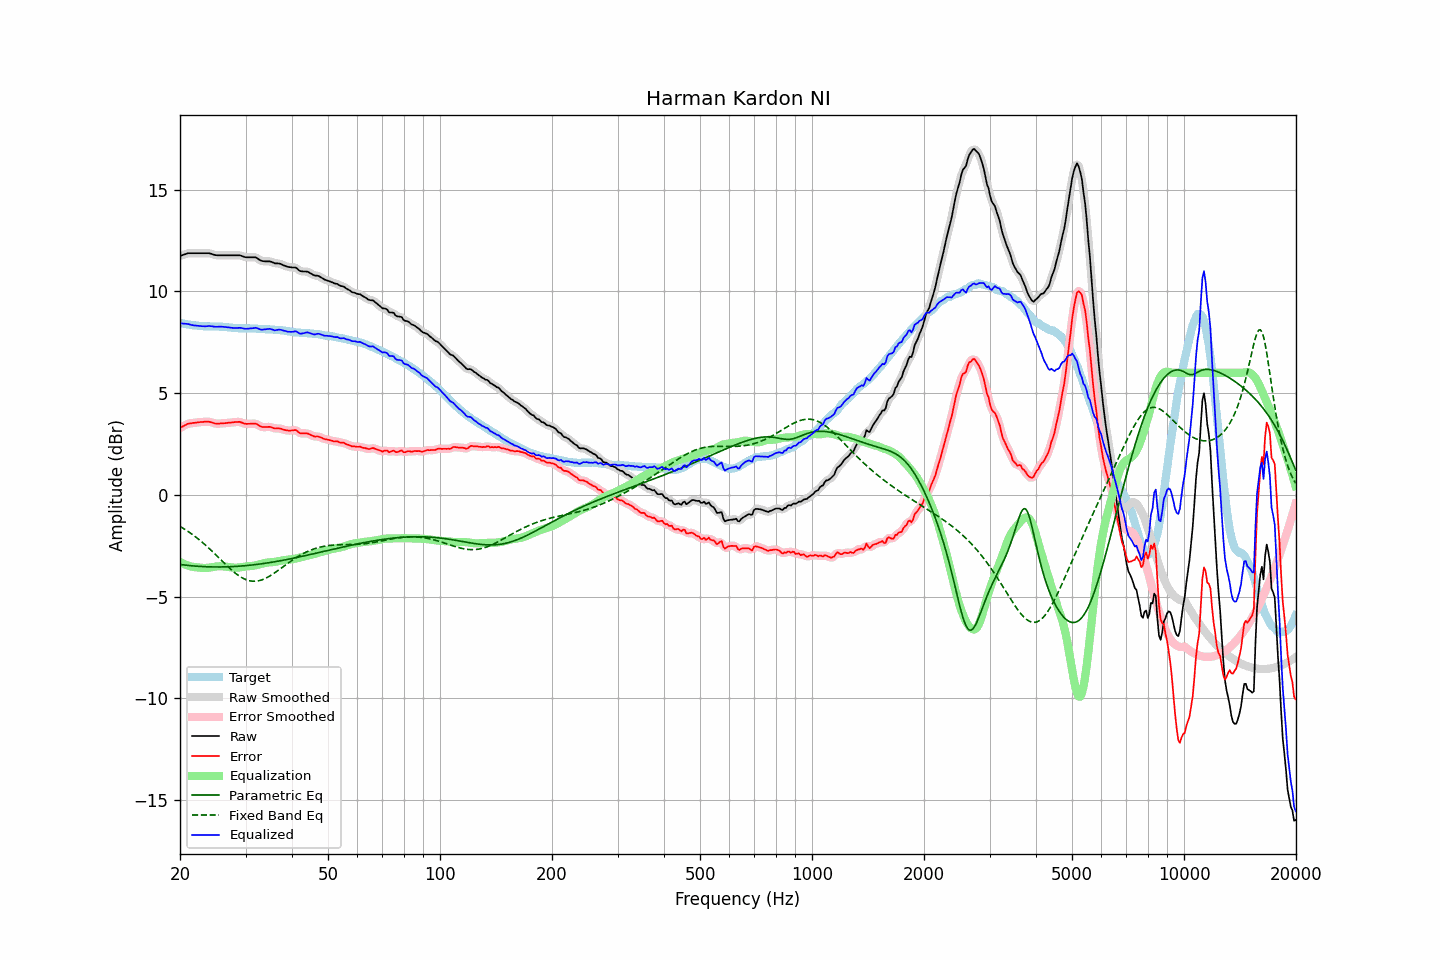 Harman Kardon NI
Amplitude (dBr)
15
10
5
0
−5
−10
−15
Target
Raw Smoothed
Error Smoothed
Raw
Error
Equalization
Parametric Eq
Fixed Band Eq
Equalized
20 50 100 200 500 1000 2000 5000 10000 20000
Frequency (Hz)